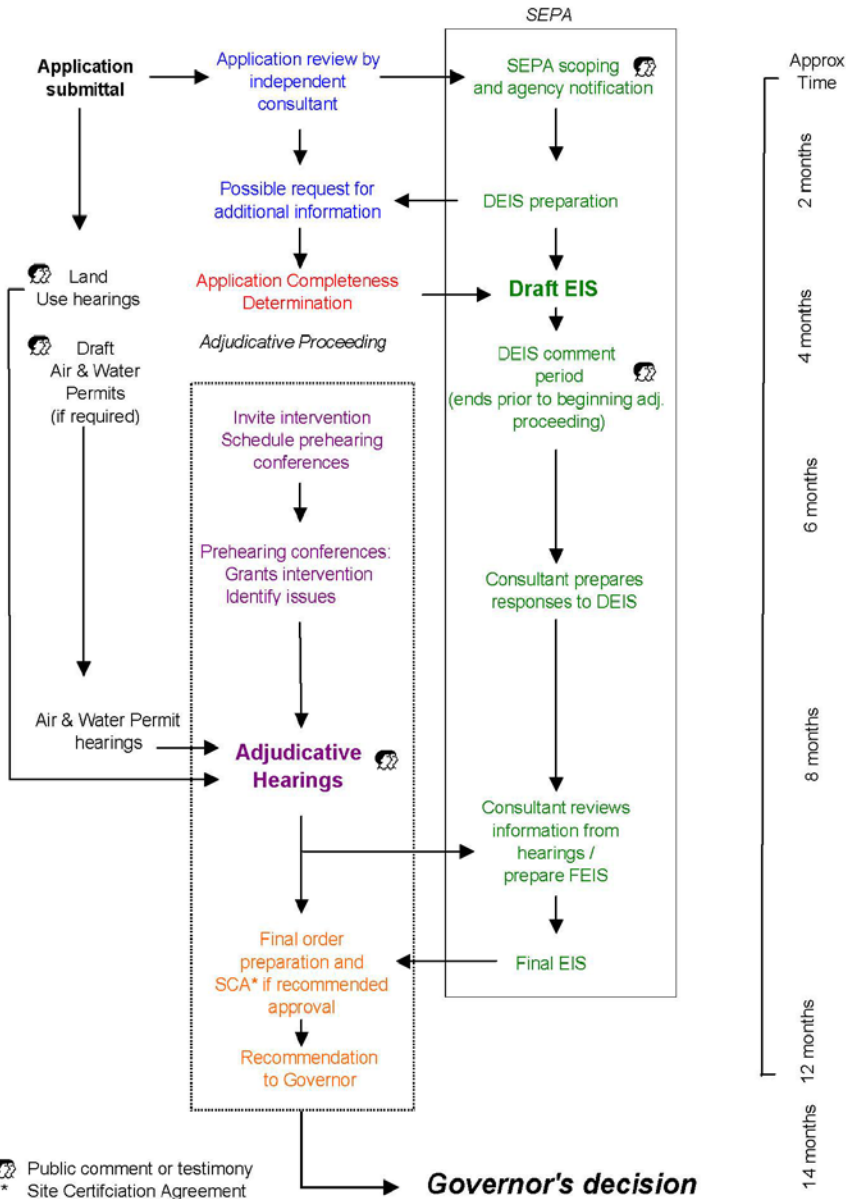 SEPA
Application
submittal
Application review by
independent
consultant
SEPA scoping
and agency notification
Approx
Time
2 months
Possible request for
additional information
DEIS preparation
Land
Use hearings
Application Completeness
Determination
Draft EIS
4 months
Draft
Air & Water
Permits
(if required)
Adjudicative Proceeding
DEIS comment
period
(ends prior to beginning adj.
proceeding)
Invite intervention
Schedule prehearing
conferences
6 months
Prehearing conferences:
Grants intervention
Identify issues
Consultant prepares
responses to DEIS
Air & Water Permit
hearings
Adjudicative
Hearings
8 months
Consultant reviews
information from
hearings /
prepare FEIS
Final order
preparation and
SCA* if recommended
approval
Final EIS
Recommendation
to Governor
12 months
14 months
Public comment or testimony
* Site Certifciation Agreement
Governor's decision